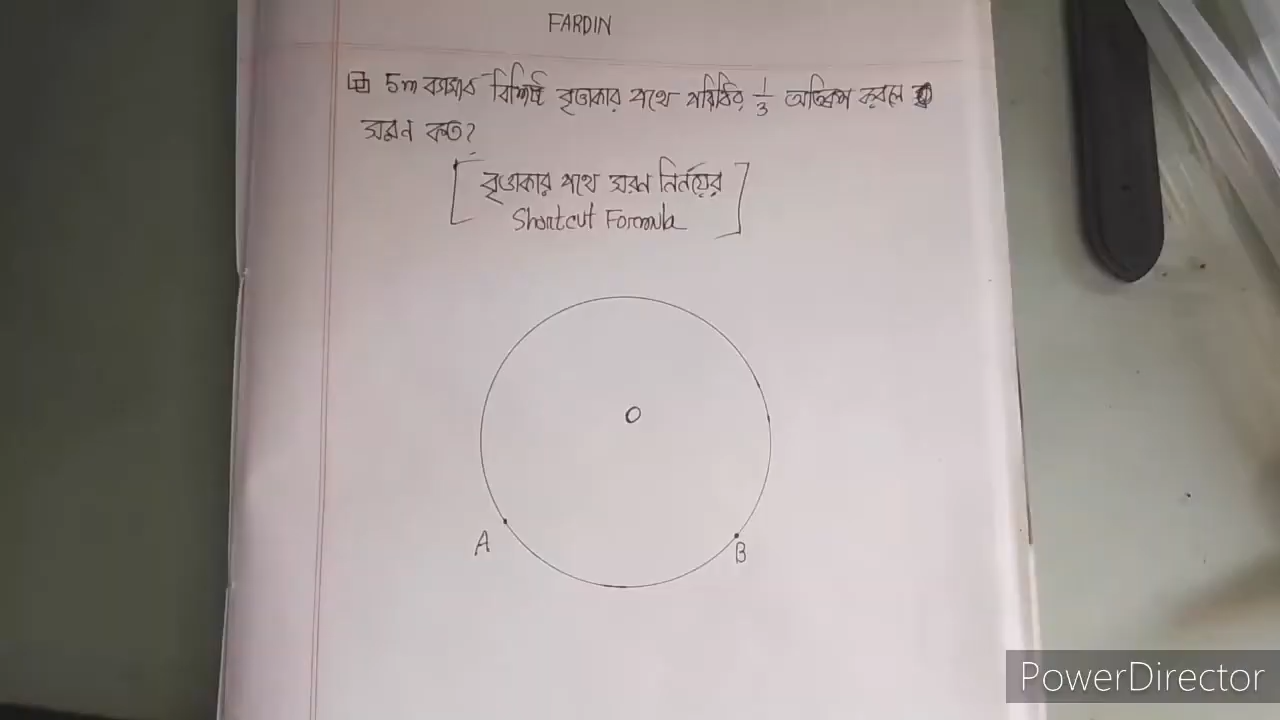 FARDIN
5m ব্যাসার্ধ বিশিষ্ট বৃত্তাকার পথে পরিধির 1/3 অতিক্রম করলে
সরণ কত?
[বৃত্তাকার পথে সরণ নির্ণয়ের
Shortcut Formula]
O
A
B
PowerDirector